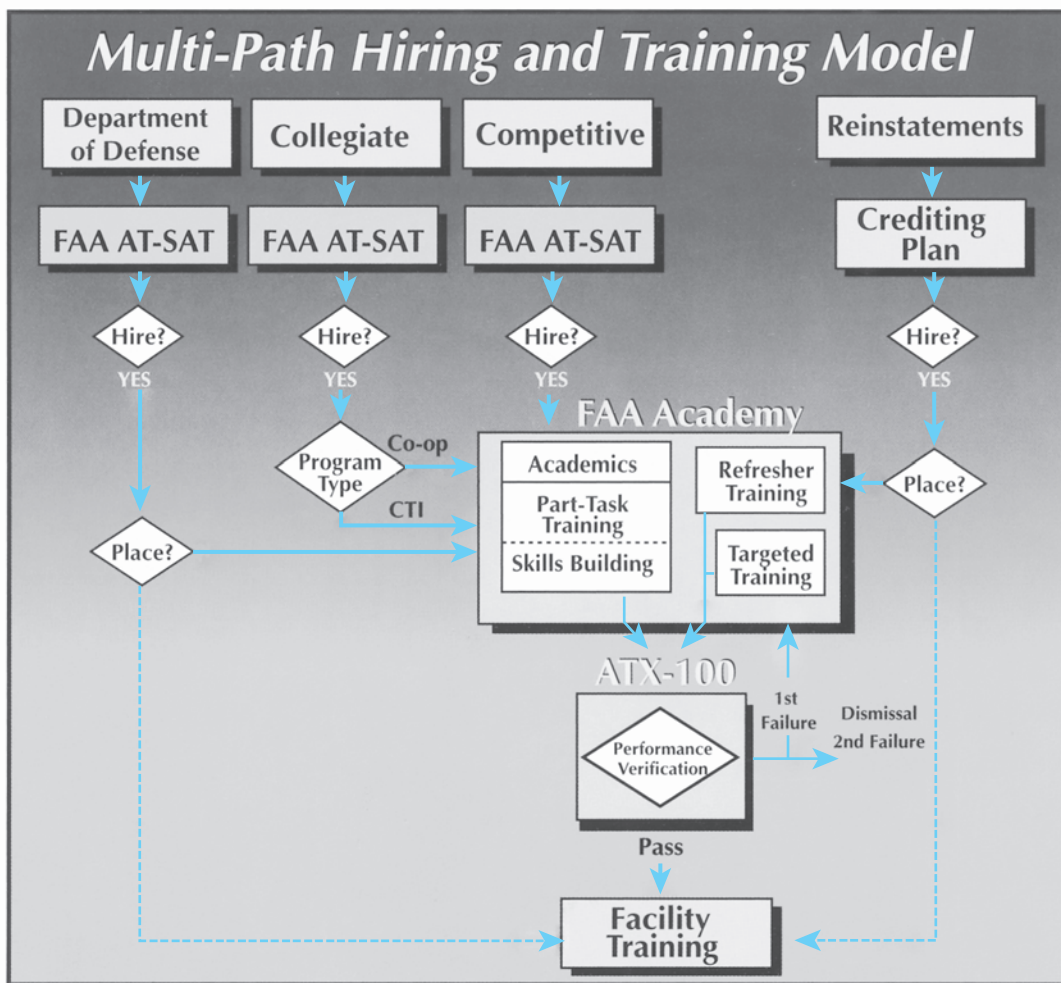 Multi-Path Hiring and Training Model
Department
of Defense
Collegiate
Competitive
Reinstatements
FAA AT-SAT
FAA AT-SAT
FAA AT-SAT
Crediting
Plan
Hire?
Hire?
Hire?
Hire?
YES
YES
YES
YES
FAA Academy
Program
Type
Co-op
CTI
Academics
Part-Task
Training
Skills Building
Refresher
Training
Targeted
Training
Place?
Place?
ATX-100
Performance
Verification
1st
Failure
Dismissal
2nd Failure
Pass
Facility
Training